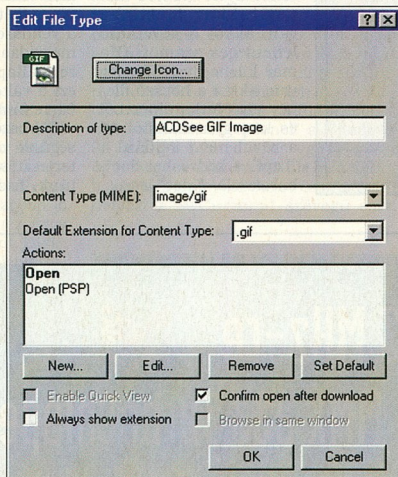 Edit File Type
GIF
Change Icon...
Description of type: ACDSee GIF Image
Content Type (MIME): image/gif
Default Extension for Content Type: .gif
Actions:
Open
Open (PSP)
New... Edit... Remove Set Default
Enable Quick View Confirm open after download
Always show extension Browse in same window
OK Cancel